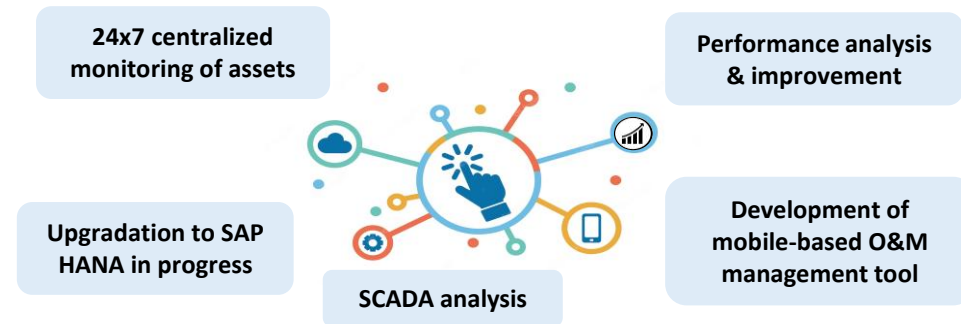 24x7 centralized
monitoring of assets
Performance analysis
& improvement
Upgradation to SAP
HANA in progress
Development of
mobile-based O&M
management tool
SCADA analysis